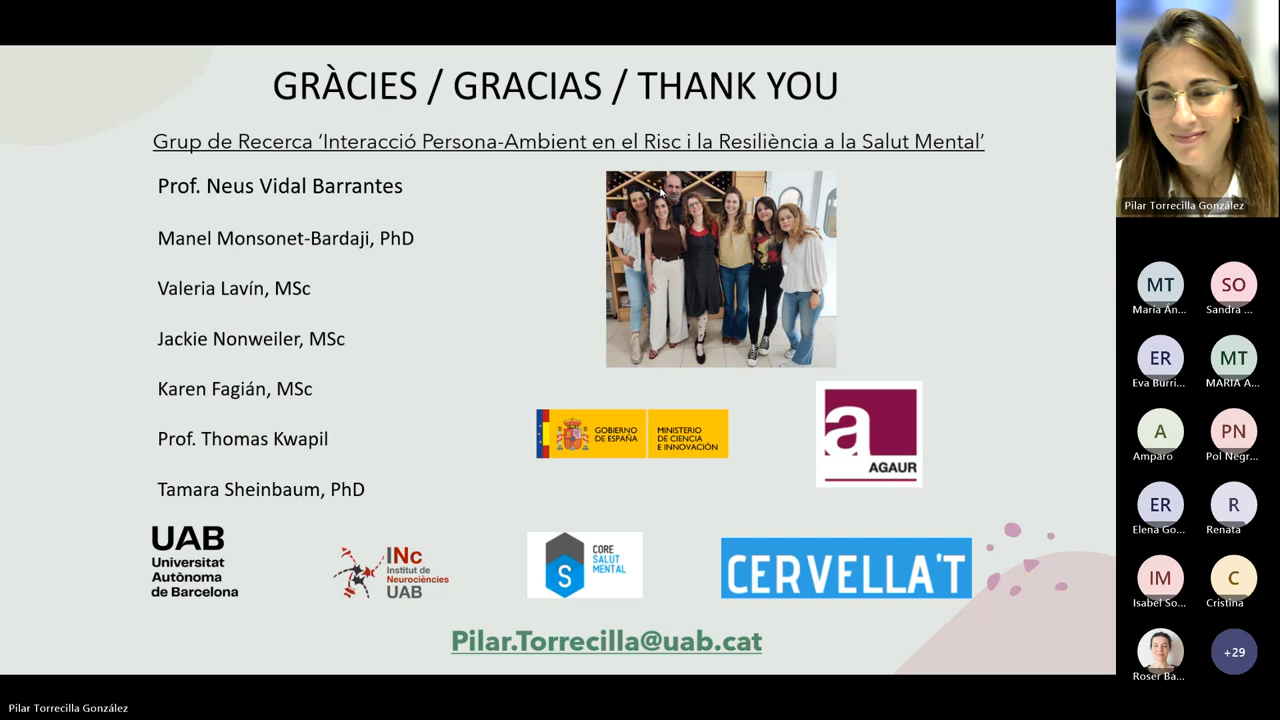 GRÀCIES / GRACIAS / THANK YOU
Grup de Recerca ‘Interacció Persona-Ambient en el Risc i la Resiliència a la Salut Mental’
Prof. Neus Vidal Barrantes
Manel Monsonet-Bardaji, PhD
Valeria Lavín, MSc
Jackie Nonweiler, MSc
Karen Fagián, MSc
Prof. Thomas Kwapil
Tamara Sheinbaum, PhD
GOBIERNO
DE ESPAÑA
MINISTERIO
DE CIENCIA
E INNOVACIÓN
a
AGAUR
UAB
Universitat
Autònoma
de Barcelona
INc
Institut de
Neurociències
UAB
S
CORE
SALUT
MENTAL
CERVELLA'T
Pilar.Torrecilla@uab.cat
Pilar Torrecilla González
Pilar Torrecilla González
MT
Maria Án...
SO
Sandra ...
ER
Eva Burri...
MT
MARIA A...
A
Amparo
PN
Pol Negr...
ER
Elena Go...
R
Renata
IM
Isabel So...
C
Cristina
Roser Ba...
+29